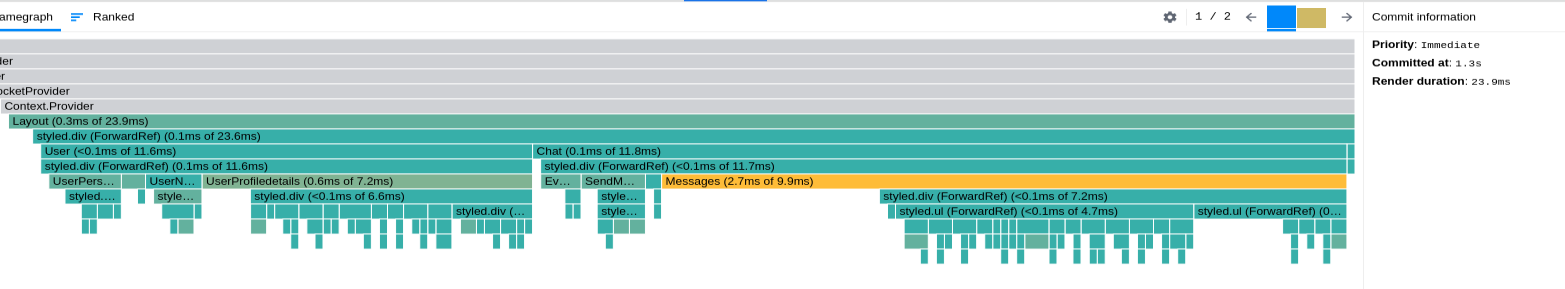 amegraph Ranked 1 / 2 Commit information
der
Priority: Immediate
er
Committed at: 1.3s
ocketProvider
Render duration: 23.9ms
Context.Provider
Layout (0.3ms of 23.9ms)
styled.div (ForwardRef) (0.1ms of 23.6ms)
User (<0.1ms of 11.6ms) Chat (0.1ms of 11.8ms)
styled.div (ForwardRef) (0.1ms of 11.6ms) styled.div (ForwardRef) (<0.1ms of 11.7ms)
UserPers... UserN... UserProfiledetails (0.6ms of 7.2ms) Ev... SendM... Messages (2.7ms of 9.9ms)
styled.... style... styled.div (<0.1ms of 6.6ms) style... styled.div (ForwardRef) (<0.1ms of 7.2ms)
styled.div (... style... styled.ul (ForwardRef) (<0.1ms of 4.7ms) styled.ul (ForwardRef) (0...